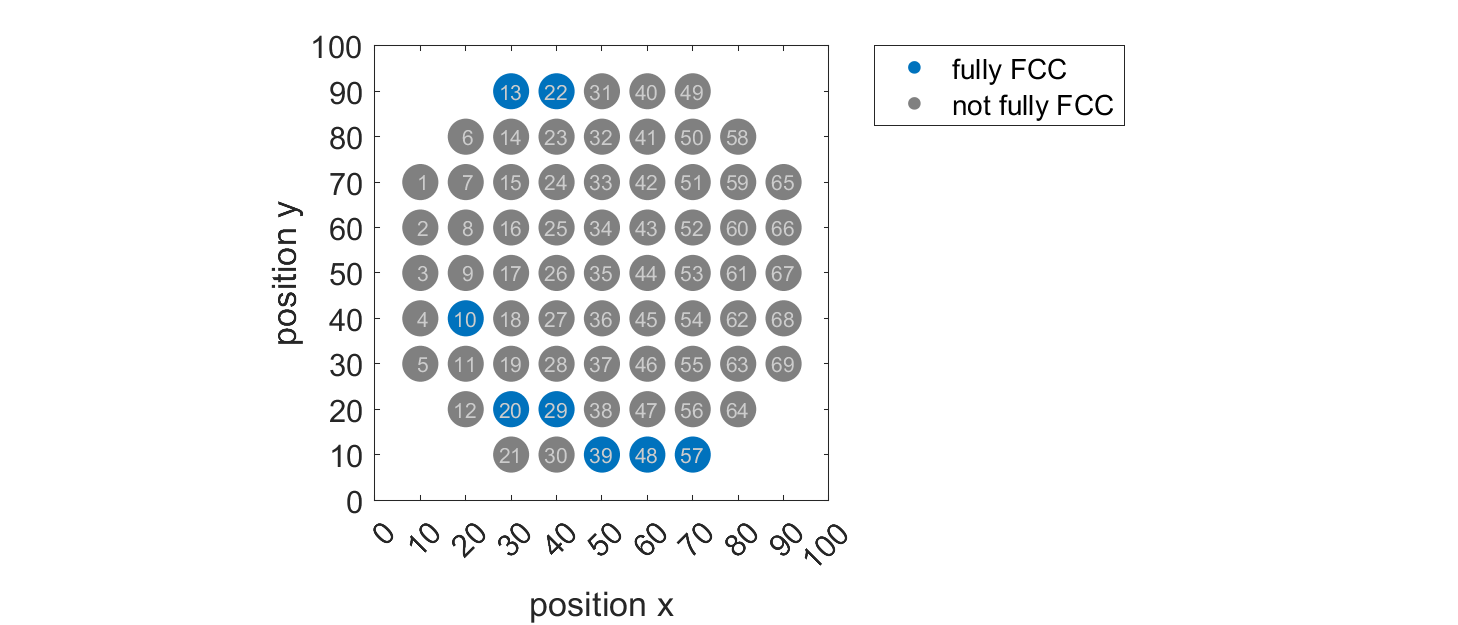 100
90 13 22 31 40 49
80 6 14 23 32 41 50 58
70 1 7 15 24 33 42 51 59 65
60 2 8 16 25 34 43 52 60 66
50 3 9 17 26 35 44 53 61 67
40 4 10 18 27 36 45 54 62 68
30 5 11 19 28 37 46 55 63 69
20 12 20 29 38 47 56 64
10 21 30 39 48 57
0
0 10 20 30 40 50 60 70 80 90 100
position x
position y
fully FCC
not fully FCC